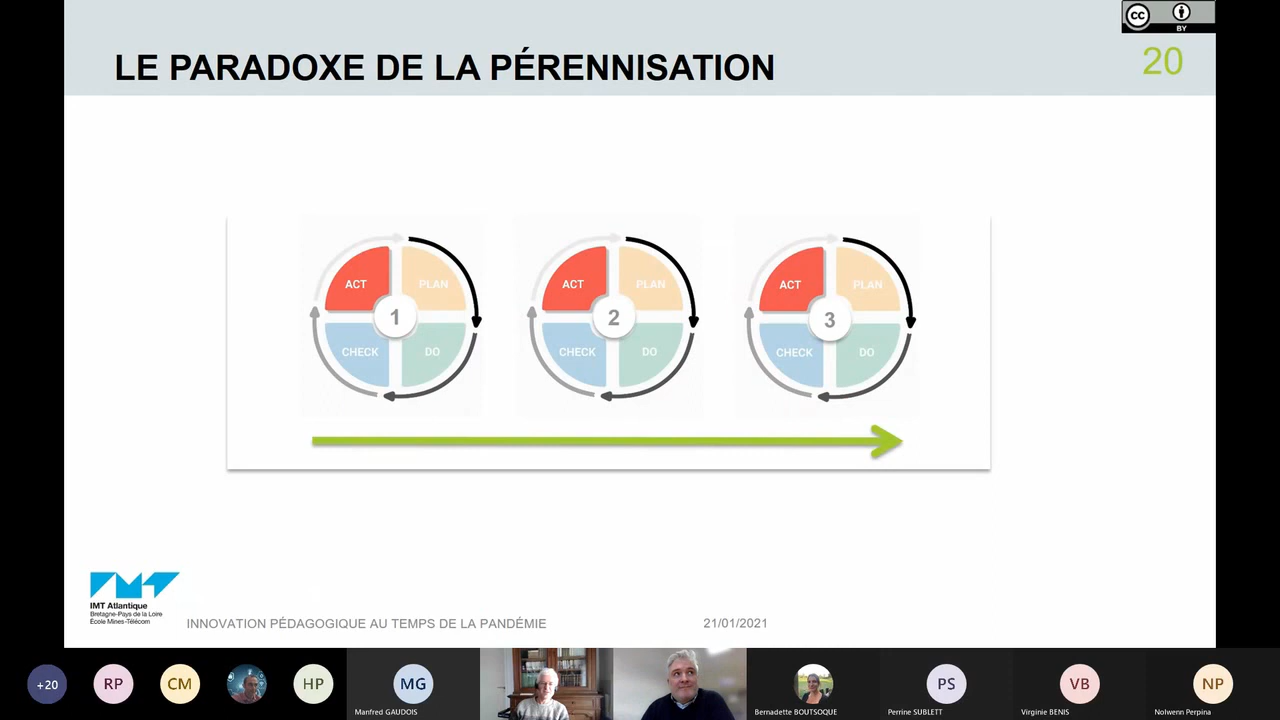 cc
BY
LE PARADOXE DE LA PÉRENNISATION
20
ACT
PLAN
1
CHECK
DO
ACT
PLAN
2
CHECK
DO
ACT
PLAN
3
CHECK
DO
IMT Atlantique
Bretagne-Pays de la Loire
École Mines-Télécom
INNOVATION PÉDAGOGIQUE AU TEMPS DE LA PANDÉMIE
21/01/2021
+20
RP
CM
HP
MG
PS
VB
NP
Manfred GAUDOIS
Bernadette BOUTSOQUE
Perrine SUBLETT
Virginie BENIS
Nolwenn Perpina